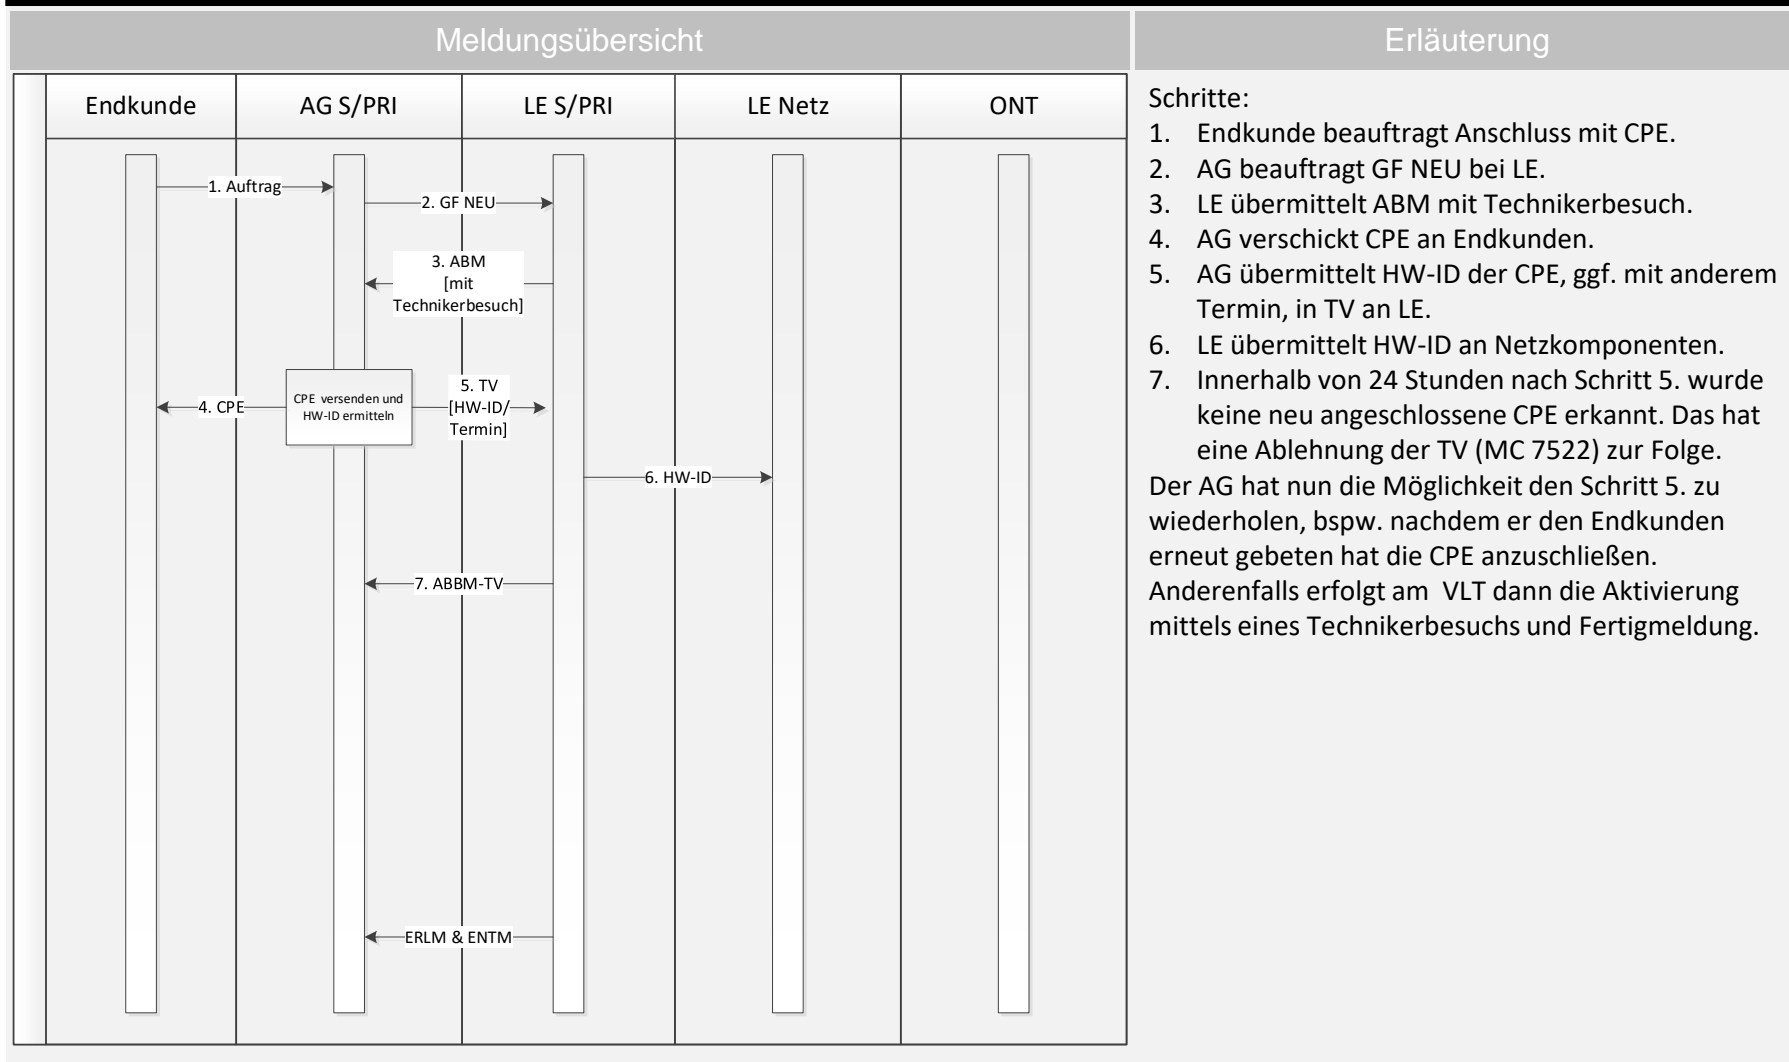 Meldungsübersicht
Erläuterung
Endkunde
AG S/PRI
LE S/PRI
LE Netz
ONT
1. Auftrag
2. GF NEU
3. ABM
[mit
Technikerbesuch]
CPE versenden und
HW-ID ermitteln
4. CPE
5. TV
[HW-ID/
Termin]
6. HW-ID
7. ABBM-TV
ERLM & ENTM
Schritte:
1. Endkunde beauftragt Anschluss mit CPE.
2. AG beauftragt GF NEU bei LE.
3. LE übermittelt ABM mit Technikerbesuch.
4. AG verschickt CPE an Endkunden.
5. AG übermittelt HW-ID der CPE, ggf. mit anderem
Termin, in TV an LE.
6. LE übermittelt HW-ID an Netzkomponenten.
7. Innerhalb von 24 Stunden nach Schritt 5. wurde
keine neu angeschlossene CPE erkannt. Das hat
eine Ablehnung der TV (MC 7522) zur Folge.
Der AG hat nun die Möglichkeit den Schritt 5. zu
wiederholen, bspw. nachdem er den Endkunden
erneut gebeten hat die CPE anzuschließen.
Anderenfalls erfolgt am VLT dann die Aktivierung
mittels eines Technikerbesuchs und Fertigmeldung.